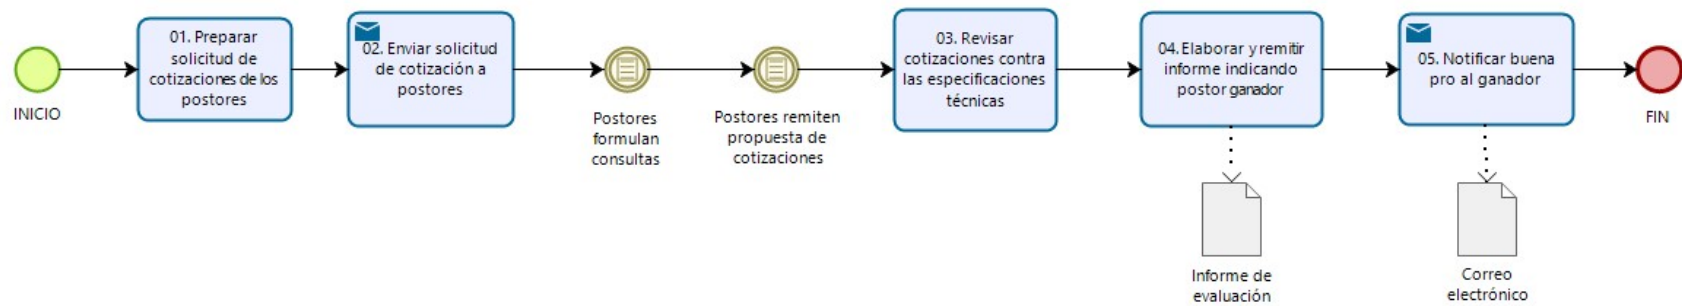 INICIO
01. Preparar
solicitud de
cotizaciones de los
postores
02. Enviar solicitud
de cotización a
postores
Postores
formulan
consultas
Postores remiten
propuesta de
cotizaciones
03. Revisar
cotizaciones contra
las especificaciones
técnicas
04. Elaborar y remitir
informe indicando
postor ganador
Informe de
evaluación
05. Notificar buena
pro al ganador
Correo
electrónico
FIN